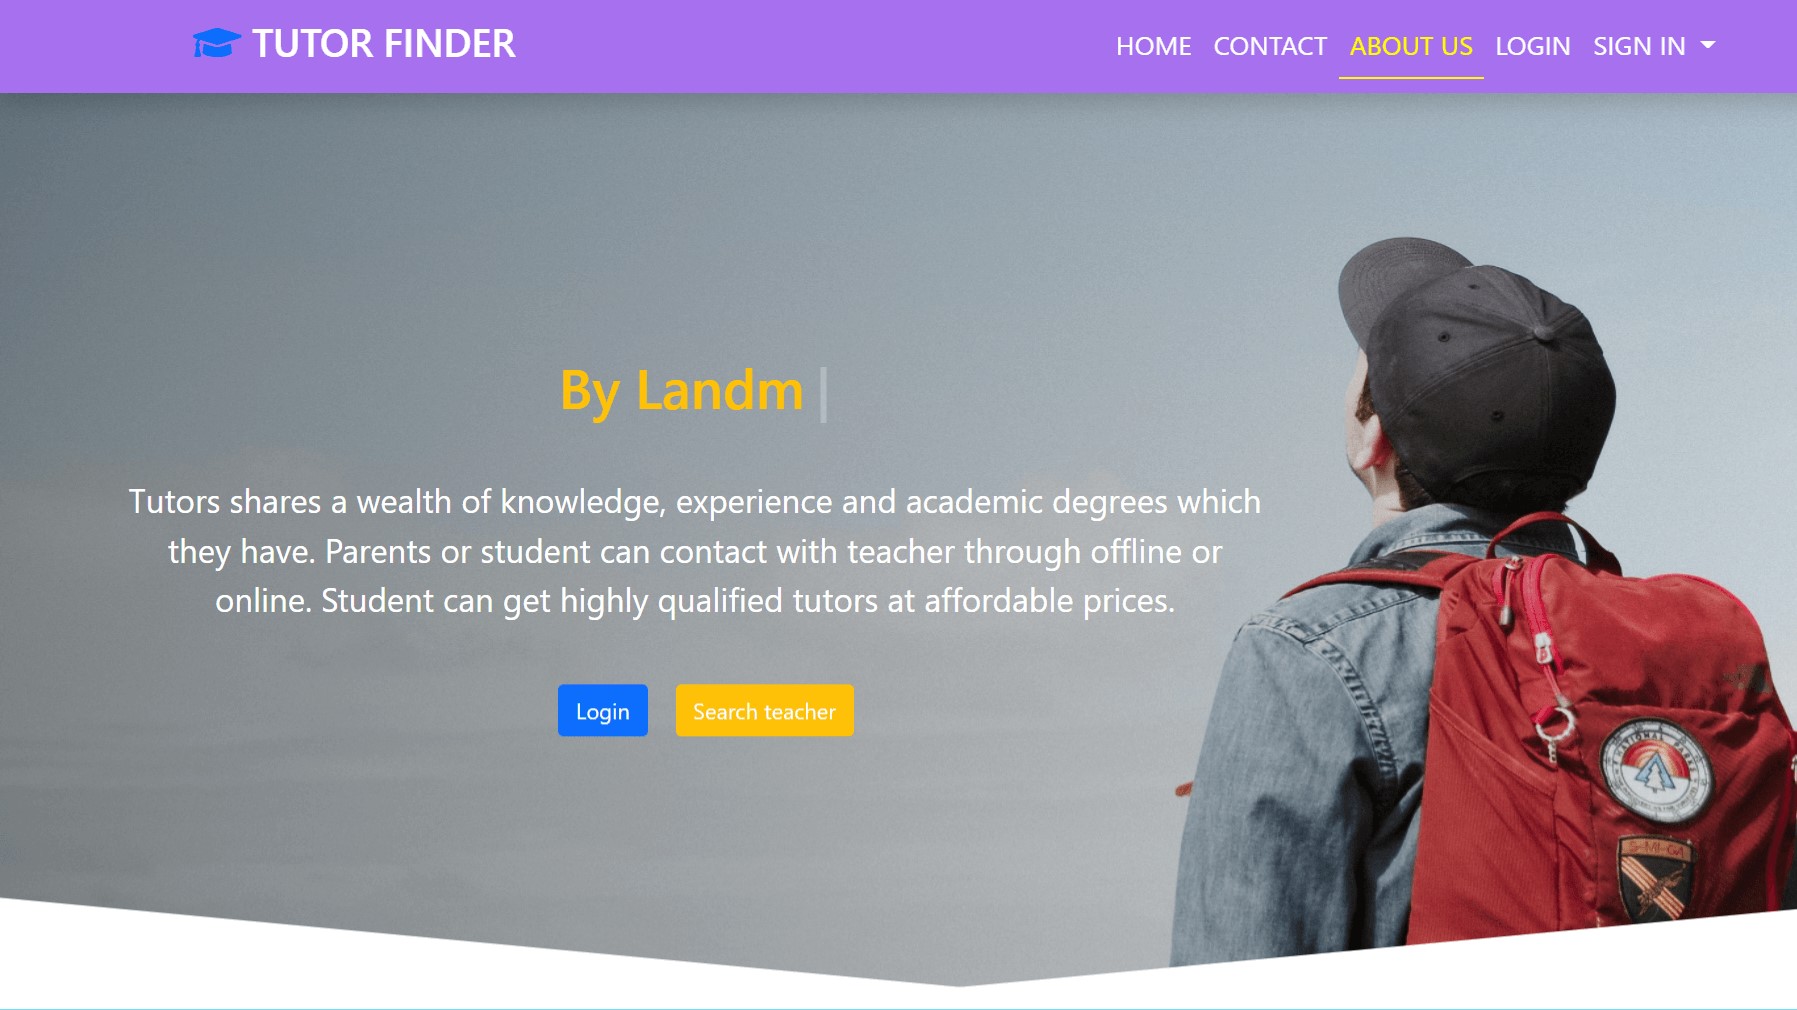 TUTOR FINDER
HOME CONTACT ABOUT US LOGIN SIGN IN
By Landm
Tutors shares a wealth of knowledge, experience and academic degrees which
they have. Parents or student can contact with teacher through offline or
online. Student can get highly qualified tutors at affordable prices.
Login Search teacher
NATIONAL PARKS